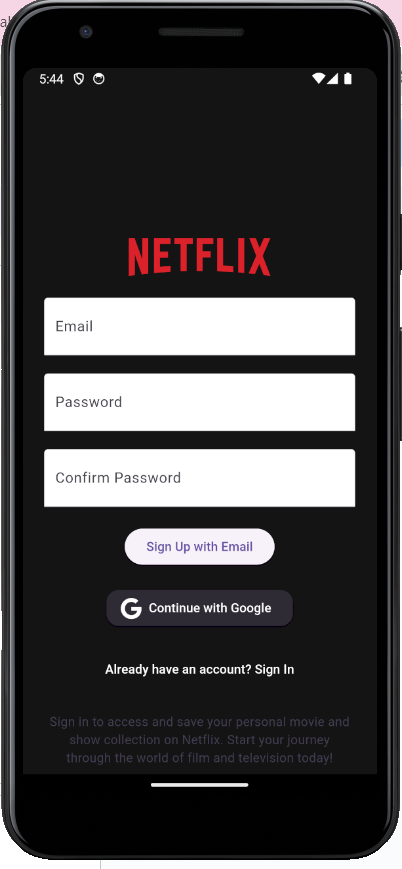 5:44
NETFLIX
Email
Password
Confirm Password
Sign Up with Email
G Continue with Google
Already have an account? Sign In
Sign in to access and save your personal movie and
show collection on Netflix. Start your journey
through the world of film and television today!